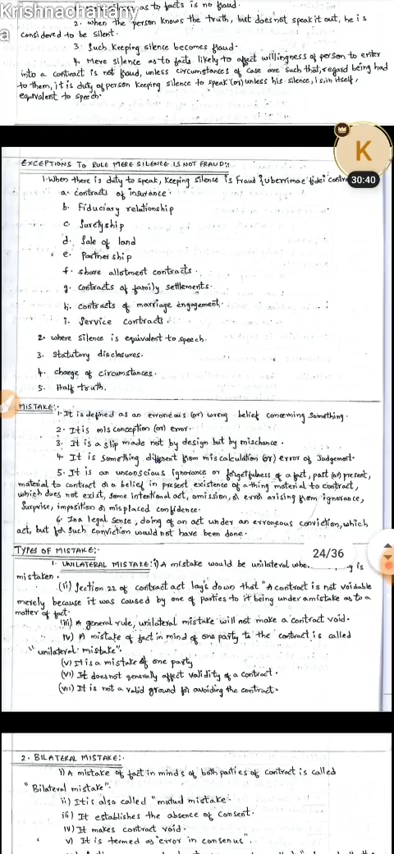 Krishnachaitany
a
as to facts is no fraud.
2. when the person knows the truth, but does not speak it out, he is
considered to be silent.
3. Such keeping silence becomes fraud.
4. Mere silence as to facts likely to affect willingness of person to enter
into a contract is not fraud, unless circumstances of case are such that, regard being had
to them, it is duty of person keeping silence to speak (or) unless his silence, is in itself,
equivalent to speech.
K
30:40
EXCEPTIONS TO RULE MERE SILENCE IS NOT FRAUD:
1. When there is duty to speak, keeping silence is fraud {uberrimae fidei contra
a. contracts of insurance.
b. Fiduciary relationship
c. Suretyship
d. Sale of land
e. Partnership
f. share allotment contracts.
g. contracts of family settlements.
h. contracts of marriage engagement.
i. Service contracts.
2. where silence is equivalent to speech.
3. Statutory disclosures.
4. change of circumstances.
5. Half truth.
MISTAKE:-
1. It is defined as an erroneous (or) wrong belief concerning something.
2. It is misconception (or) error.
3. It is a slip made not by design but by mischance.
4. It is something different from miscalculation (or) error of Judgement.
5. It is an unconscious ignorance or forgetfulness of a fact, past (or) present,
material to contract or a belief in present existence of a thing material to contract,
which does not exist, some intentional act, omission, or error arising from ignorance,
surprise, imposition or misplaced confidence.
6. In a legal sense, doing of an act under an erroneous conviction, which
act, but for such conviction would not have been done.
TYPES OF MISTAKE:-
24/36
1. UNILATERAL MISTAKE: i) A mistake would be unilateral whe is
mistaken.
(ii) Section 22 of contract act lays down that "A contract is not voidable
merely because it was caused by one of parties to it being under a mistake as to a
matter of fact.
(iii) A general rule, unilateral mistake will not make a contract void.
iv) A mistake of fact in mind of one party to the contract is called
"unilateral mistake".
(v) It is a mistake of one party
(vi) It does not generally affect validity of a contract.
(vii) It is not a valid ground for avoiding the contract.
2. BILATERAL MISTAKE:-
i) A mistake of fact in minds of both parties of contract is called
"Bilateral mistake".
ii) It is also called "mutual mistake.
iii) It establishes the absence of consent.
iv) It makes contract void.
v) It is termed as "error in consenus"